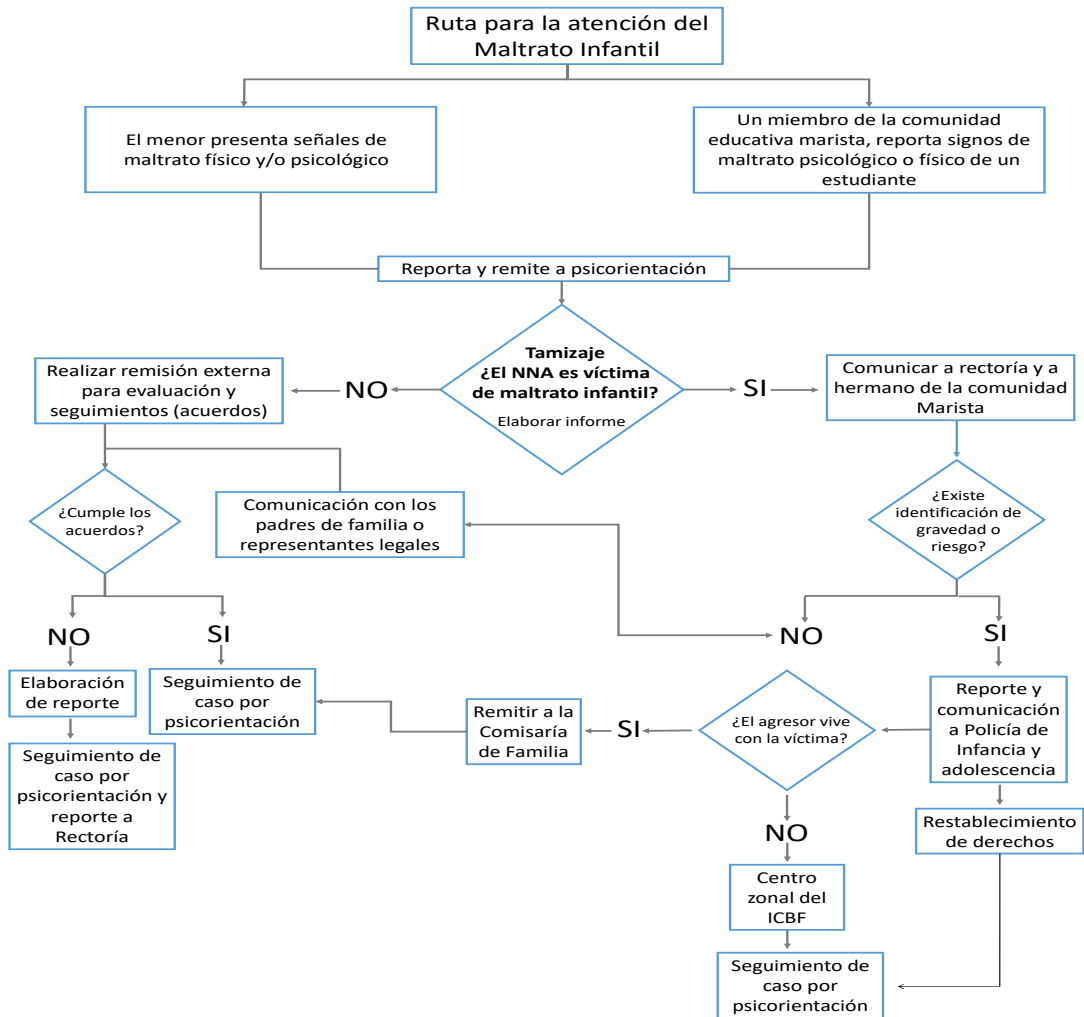 Ruta para la atención del
Maltrato Infantil
El menor presenta señales de
maltrato físico y/o psicológico
Un miembro de la comunidad
educativa marista, reporta signos de
maltrato psicológico o físico de un
estudiante
Reporta y remite a psicorientación
Tamizaje
¿El NNA es víctima
de maltrato infantil?
Elaborar informe
NO
SI
Realizar remisión externa
para evaluación y
seguimientos (acuerdos)
Comunicar a rectoría y a
hermano de la comunidad
Marista
¿Cumple los
acuerdos?
Comunicación con los
padres de familia o
representantes legales
¿Existe
identificación de
gravedad o
riesgo?
NO
SI
NO
SI
Elaboración
de reporte
Seguimiento de
caso por
psicorientación
Remitir a la
Comisaría
de Familia
SI
¿El agresor vive
con la víctima?
Reporte y
comunicación
a Policía de
Infancia y
adolescencia
Seguimiento de
caso por
psicorientación y
reporte a
Rectoría
NO
Restablecimiento
de derechos
Centro
zonal del
ICBF
Seguimiento de
caso por
psicorientación